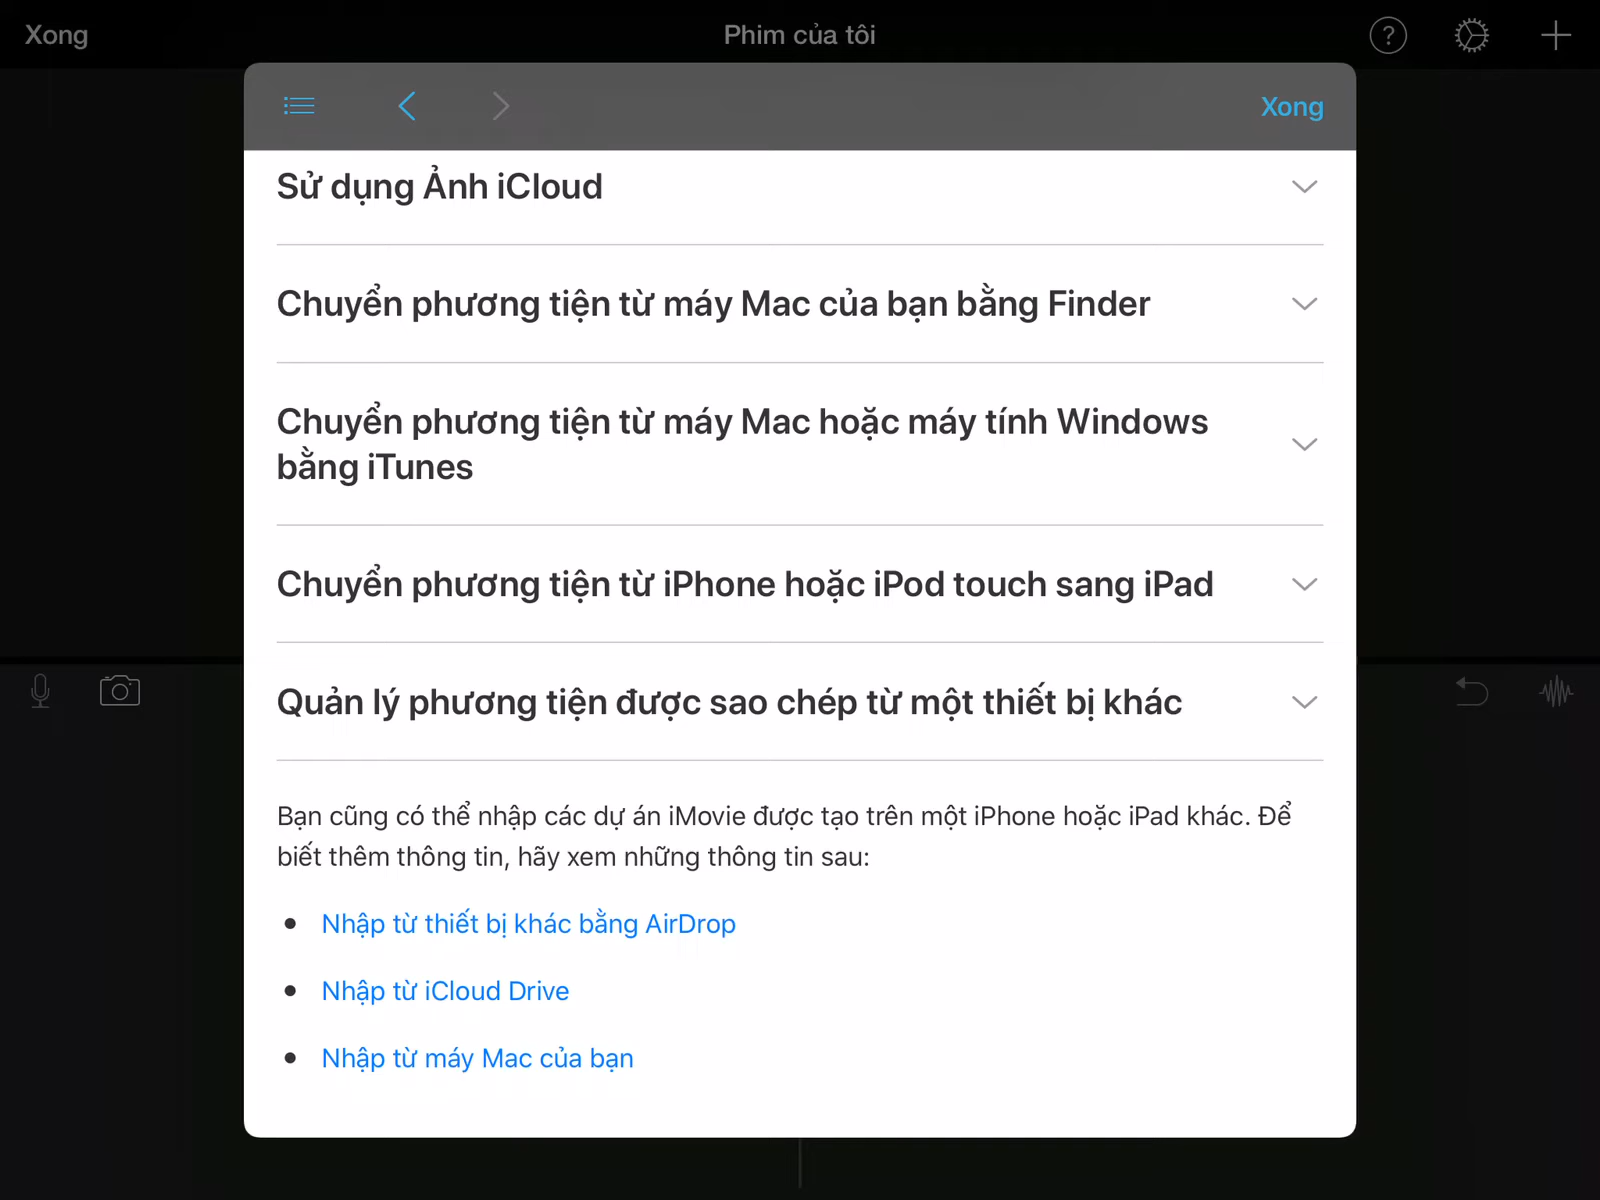 Xong
Phim của tôi
Xong
Sử dụng Ảnh iCloud
Chuyển phương tiện từ máy Mac của bạn bằng Finder
Chuyển phương tiện từ máy Mac hoặc máy tính Windows
bằng iTunes
Chuyển phương tiện từ iPhone hoặc iPod touch sang iPad
Quản lý phương tiện được sao chép từ một thiết bị khác
Bạn cũng có thể nhập các dự án iMovie được tạo trên một iPhone hoặc iPad khác. Để
biết thêm thông tin, hãy xem những thông tin sau:
Nhập từ thiết bị khác bằng AirDrop
Nhập từ iCloud Drive
Nhập từ máy Mac của bạn